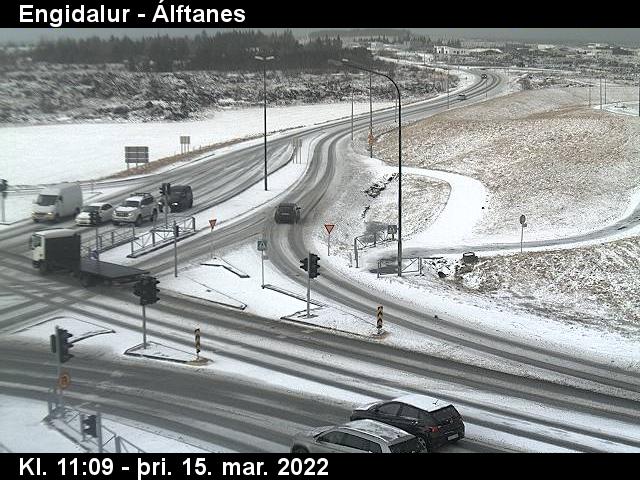 Engidalur - Álftanes
Kl. 11:09 - þri. 15. mar. 2022